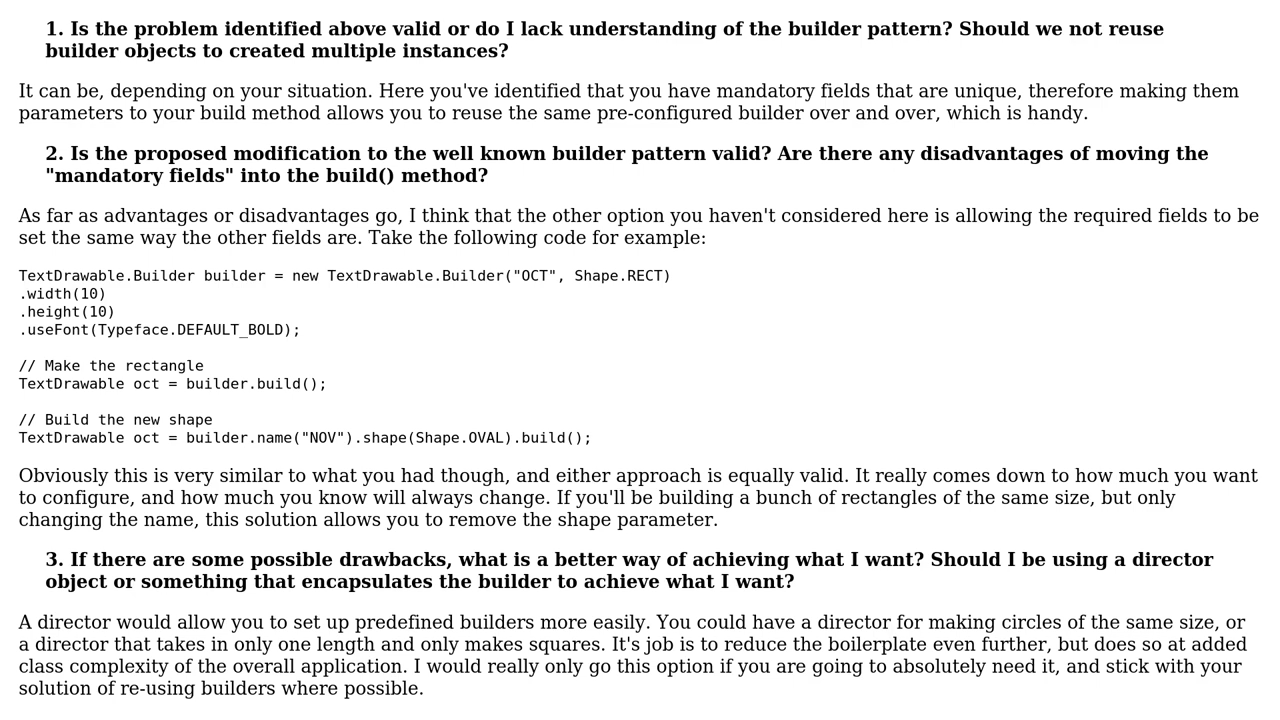 1. Is the problem identified above valid or do I lack understanding of the builder pattern? Should we not reuse
builder objects to created multiple instances?
It can be, depending on your situation. Here you've identified that you have mandatory fields that are unique, therefore making them
parameters to your build method allows you to reuse the same pre-configured builder over and over, which is handy.
2. Is the proposed modification to the well known builder pattern valid? Are there any disadvantages of moving the
"mandatory fields" into the build() method?
As far as advantages or disadvantages go, I think that the other option you haven't considered here is allowing the required fields to be
set the same way the other fields are. Take the following code for example:
TextDrawable.Builder builder = new TextDrawable.Builder("OCT", Shape.RECT)
.width(10)
.height(10)
.useFont(Typeface.DEFAULT_BOLD);
// Make the rectangle
TextDrawable oct = builder.build();
// Build the new shape
TextDrawable oct = builder.name("NOV").shape(Shape.OVAL).build();
Obviously this is very similar to what you had though, and either approach is equally valid. It really comes down to how much you want
to configure, and how much you know will always change. If you'll be building a bunch of rectangles of the same size, but only
changing the name, this solution allows you to remove the shape parameter.
3. If there are some possible drawbacks, what is a better way of achieving what I want? Should I be using a director
object or something that encapsulates the builder to achieve what I want?
A director would allow you to set up predefined builders more easily. You could have a director for making circles of the same size, or
a director that takes in only one length and only makes squares. It's job is to reduce the boilerplate even further, but does so at added
class complexity of the overall application. I would really only go this option if you are going to absolutely need it, and stick with your
solution of re-using builders where possible.